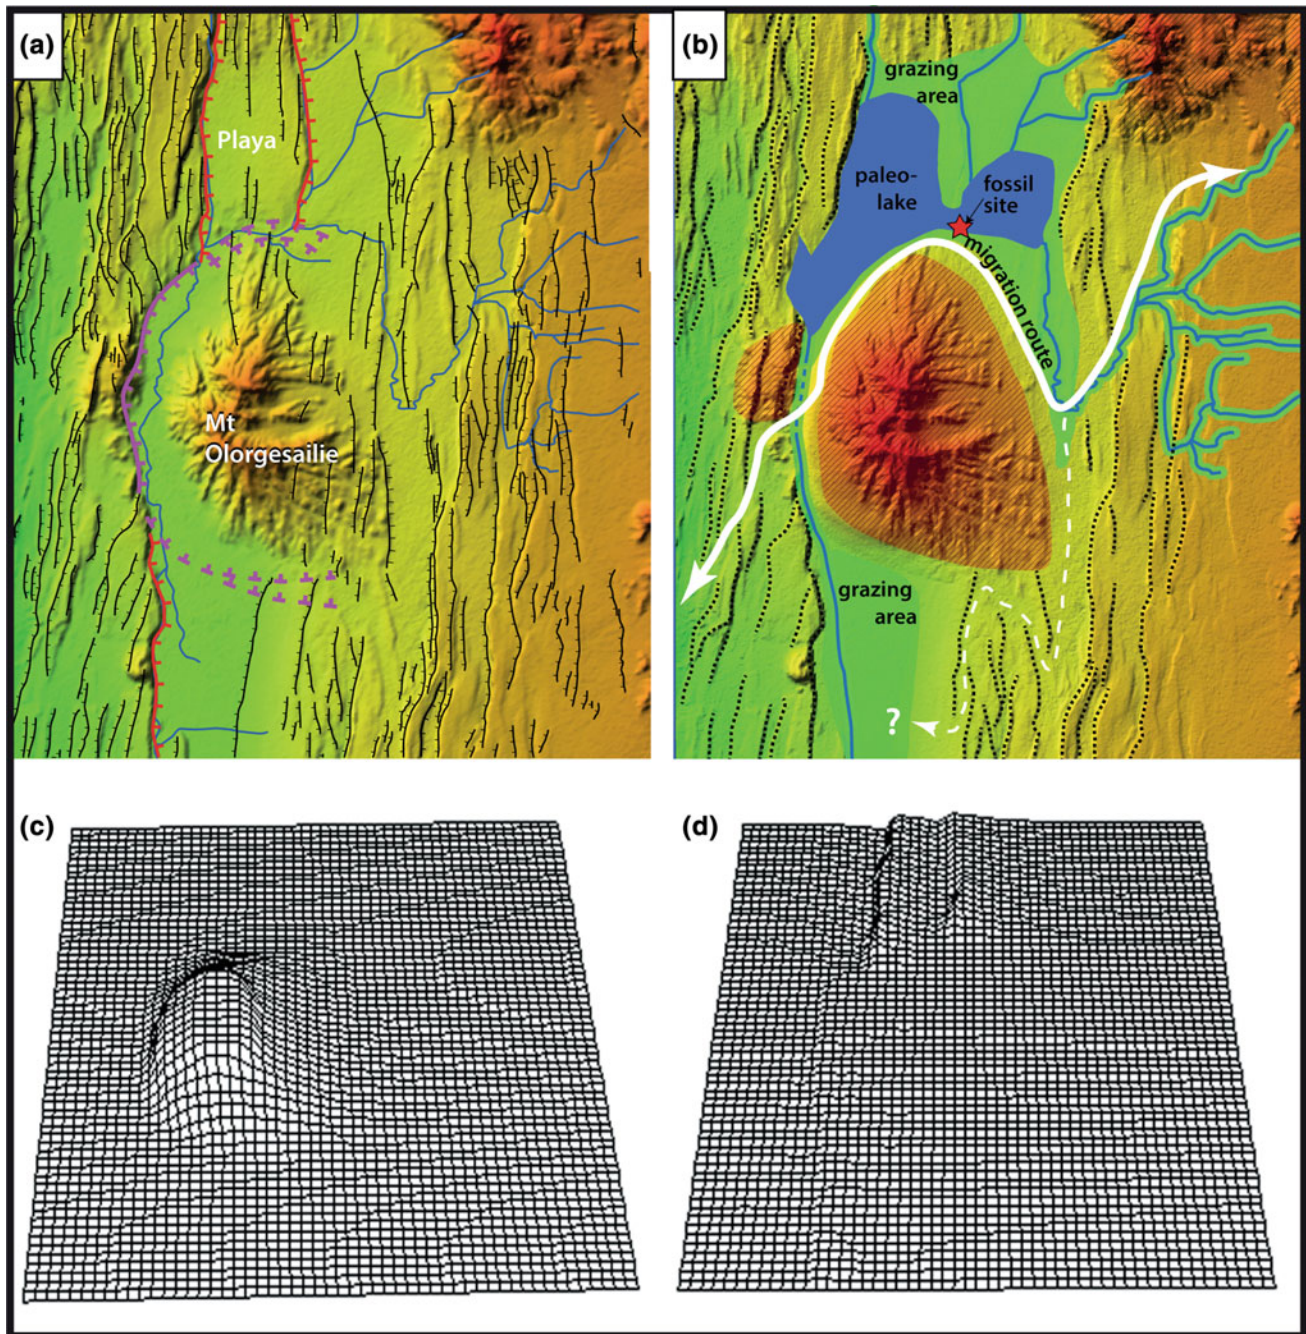 (a)
Playa
Mt
Olorgesailie
(b)
grazing
area
paleo-
lake
fossil
site
migration route
grazing
area
?
(c)
(d)